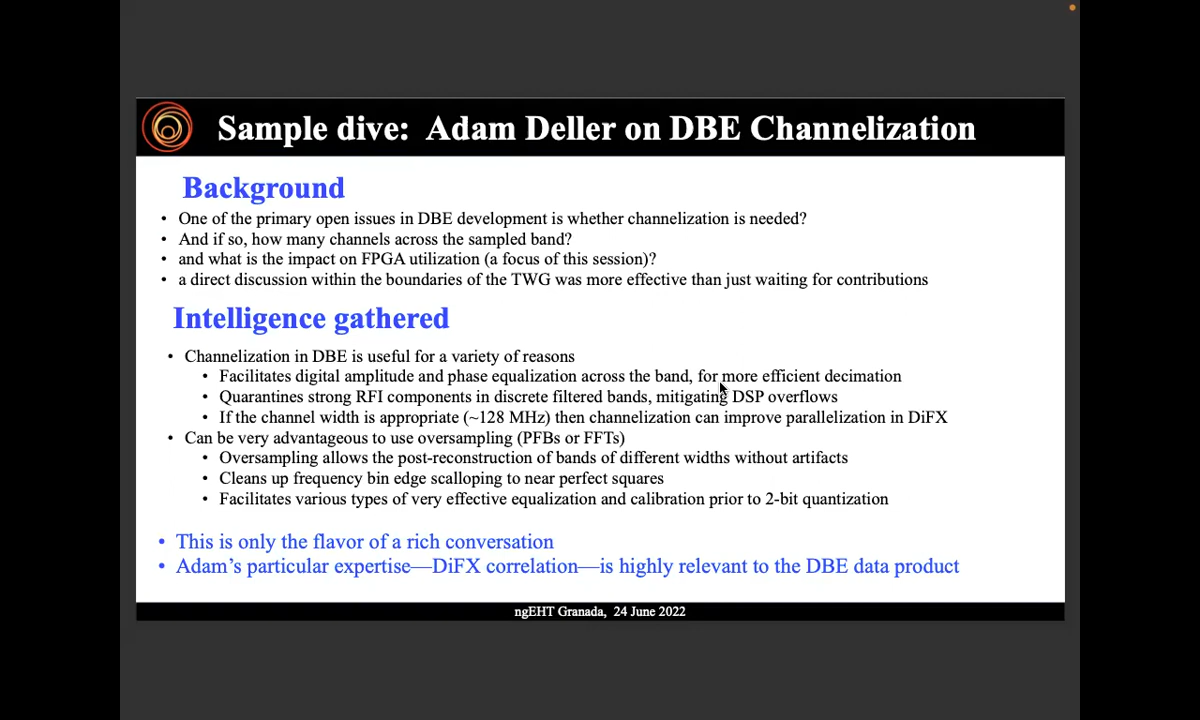 Sample dive: Adam Deller on DBE Channelization
Background
• One of the primary open issues in DBE development is whether channelization is needed?
• And if so, how many channels across the sampled band?
• and what is the impact on FPGA utilization (a focus of this session)?
• a direct discussion within the boundaries of the TWG was more effective than just waiting for contributions
Intelligence gathered
• Channelization in DBE is useful for a variety of reasons
• Facilitates digital amplitude and phase equalization across the band, for more efficient decimation
• Quarantines strong RFI components in discrete filtered bands, mitigating DSP overflows
• If the channel width is appropriate (~128 MHz) then channelization can improve parallelization in DiFX
• Can be very advantageous to use oversampling (PFBs or FFTs)
• Oversampling allows the post-reconstruction of bands of different widths without artifacts
• Cleans up frequency bin edge scalloping to near perfect squares
• Facilitates various types of very effective equalization and calibration prior to 2-bit quantization
• This is only the flavor of a rich conversation
• Adam’s particular expertise—DiFX correlation—is highly relevant to the DBE data product
ngEHT Granada, 24 June 2022